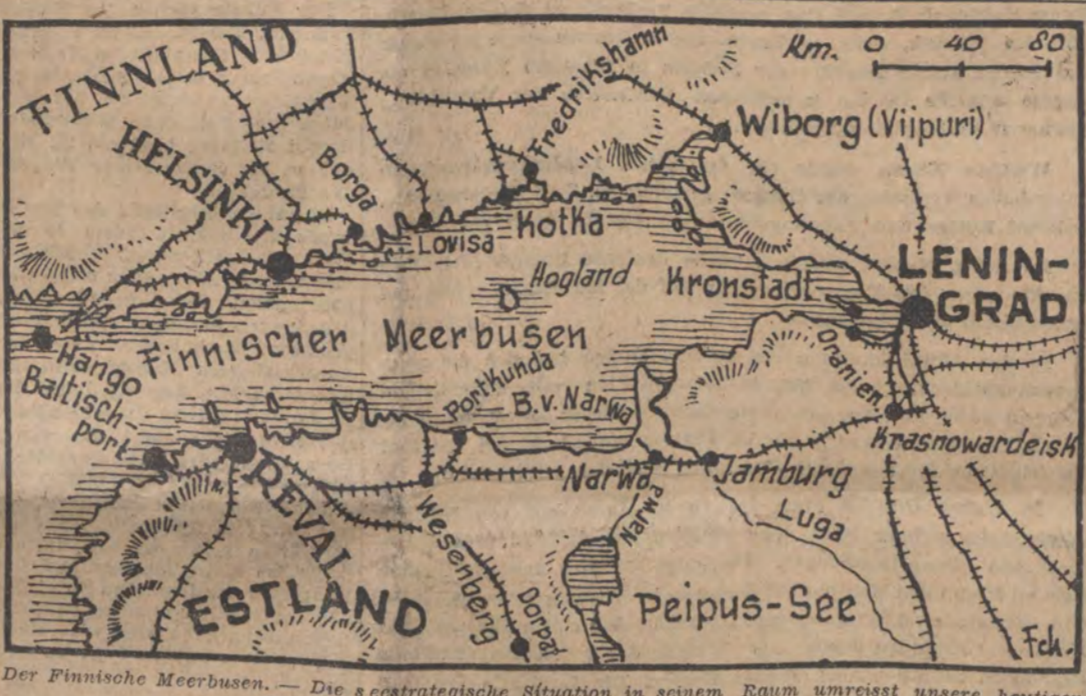 FINNLAND
Km. 0 40 80
Fredrikshamn
Wiborg (Viipuri)
HELSINKI
Borga
Lovisa
Kotka
Hogland
Kronstadt
LENIN-
GRAD
Hango
Finnischer Meerbusen
Oranien
Baltisch-
port
Portkunda
B.v. Narwa
Krasnowardeisk
REVAL
Narwa
Jamburg
Narwa
Luga
Wesenberg
ESTLAND
Dorpat
Peipus-See
Fch.
Der Finnische Meerbusen. — Die seestrategische Situation in seinem Raum umreisst unsere